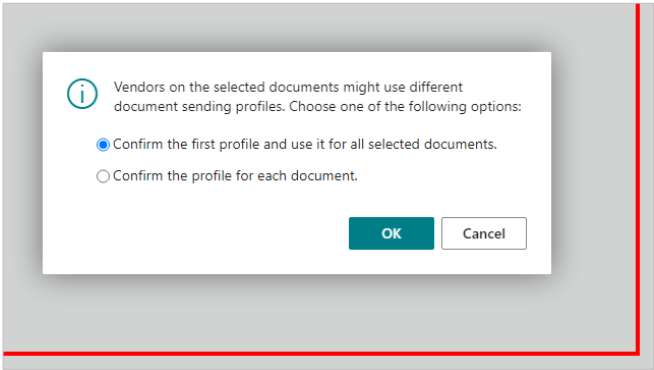 Vendors on the selected documents might use different
document sending profiles. Choose one of the following options:
Confirm the first profile and use it for all selected documents.
Confirm the profile for each document.
OK
Cancel